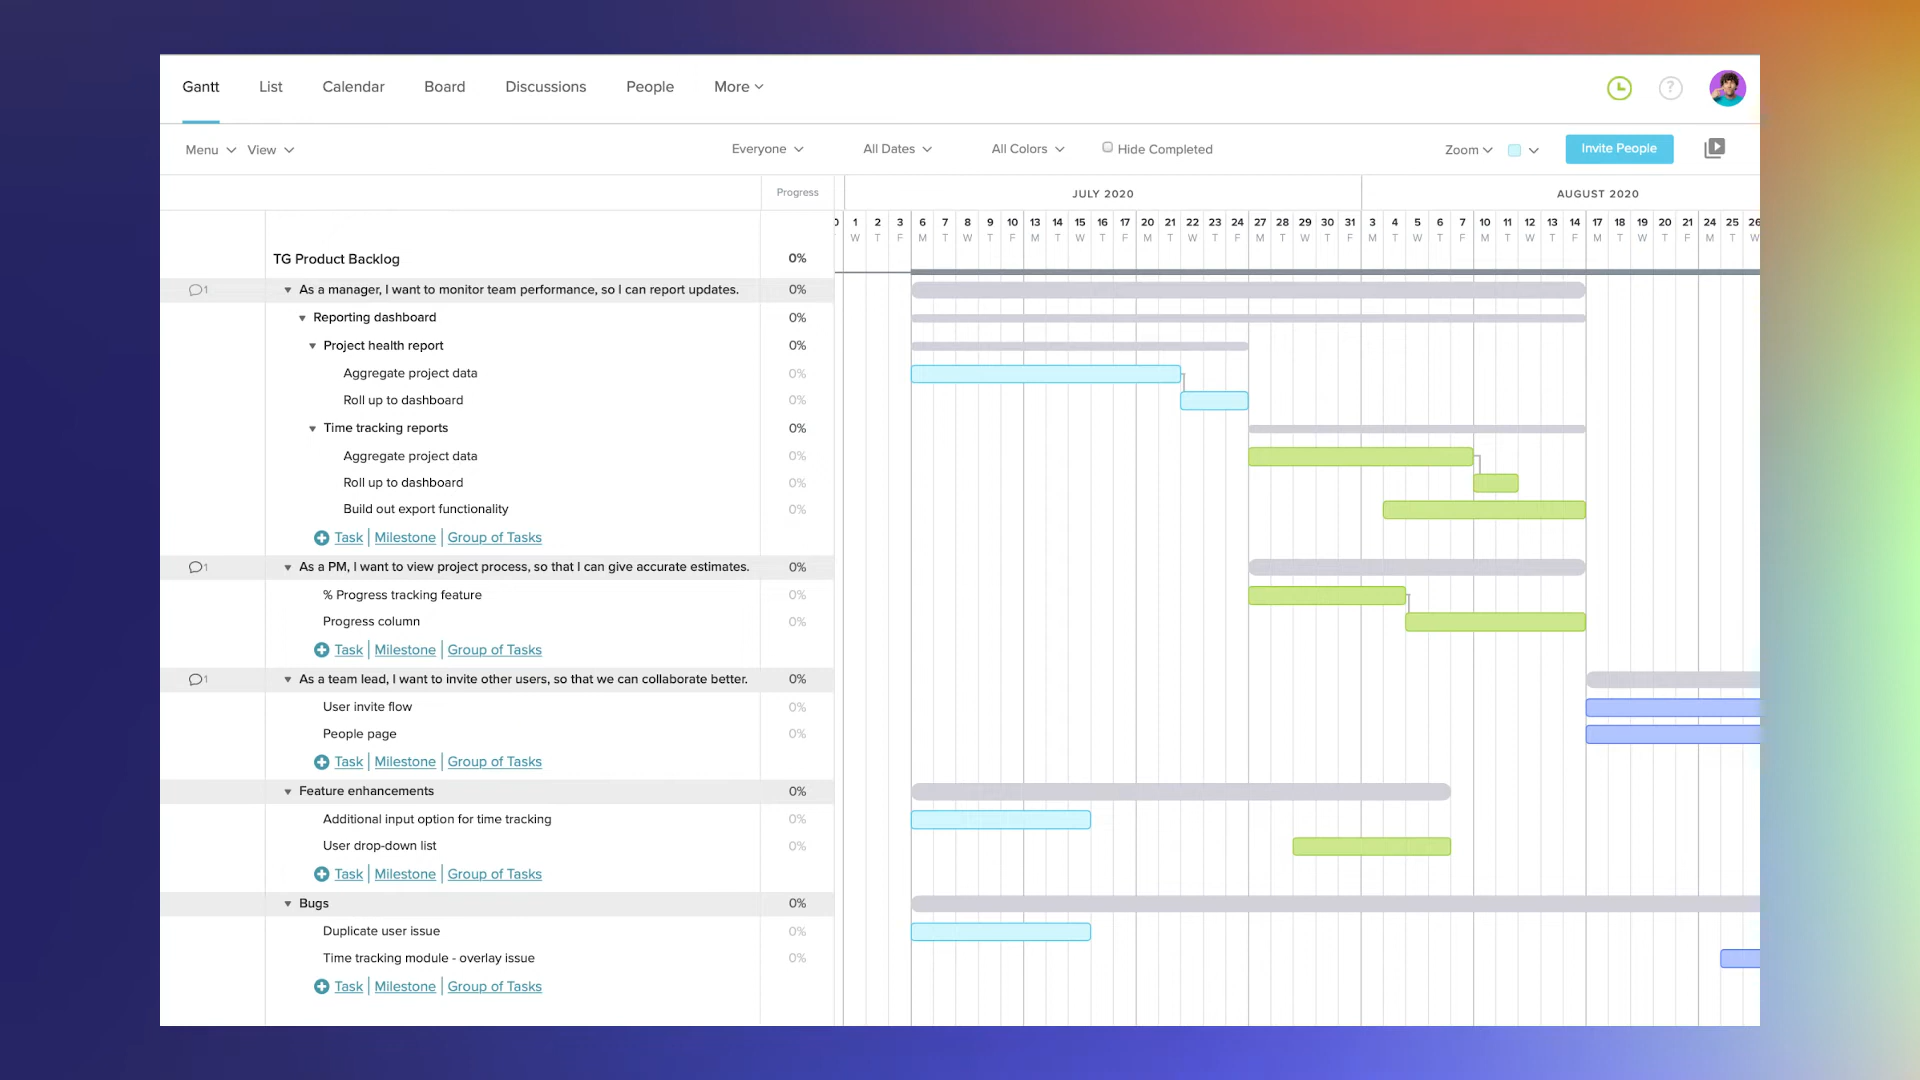 Gantt List Calendar Board Discussions People More ?
Menu View Everyone All Dates All Colors Hide Completed Zoom Invite People
Progress JULY 2020 AUGUST 2020
0 1 2 3 6 7 8 9 10 13 14 15 16 17 20 21 22 23 24 27 28 29 30 31 3 4 5 6 7 10 11 12 13 14 17 18 19 20 21 24 25 26
W T F M T W T F M T W T F M T W T F M T W T F M T W T F M T W T F M T W T F M T W
TG Product Backlog 0%
1 As a manager, I want to monitor team performance, so I can report updates. 0%
Reporting dashboard 0%
Project health report 0%
Aggregate project data 0%
Roll up to dashboard 0%
Time tracking reports 0%
Aggregate project data 0%
Roll up to dashboard 0%
Build out export functionality 0%
Task | Milestone | Group of Tasks
1 As a PM, I want to view project process, so that I can give accurate estimates. 0%
% Progress tracking feature 0%
Progress column 0%
Task | Milestone | Group of Tasks
1 As a team lead, I want to invite other users, so that we can collaborate better. 0%
User invite flow 0%
People page 0%
Task | Milestone | Group of Tasks
Feature enhancements 0%
Additional input option for time tracking 0%
User drop-down list 0%
Task | Milestone | Group of Tasks
Bugs 0%
Duplicate user issue 0%
Time tracking module - overlay issue 0%
Task | Milestone | Group of Tasks